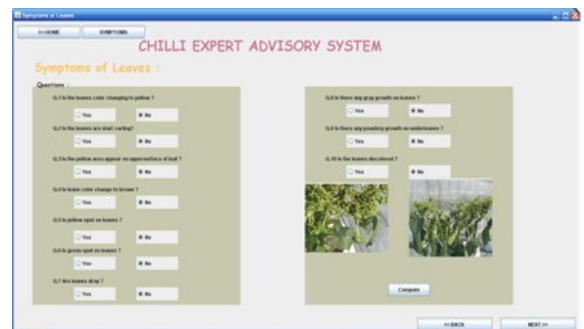 Symptoms of Leaves
<< HOME
SYMPTOMS
CHILLI EXPERT ADVISORY SYSTEM
Symptoms of Leaves :
Questions :
Q.1 Is the leaves color changing to yellow ?
Yes No
Q.2 Is the leaves are start curling?
Yes No
Q.3 Is the yellow area appear on uppersurface of leaf ?
Yes No
Q.4 Is leaves color change to brown ?
Yes No
Q.5 Is yellow spot on leaves ?
Yes No
Q.6 Is green spot on leaves ?
Yes No
Q.7 Are leaves drop ?
Yes No
Q.8 Is there any gray growth on leaves ?
Yes No
Q.9 Is there any powdery growth on underleaves ?
Yes No
Q.10 Is the leaves discolored ?
Yes No
Compute
<< BACK
NEXT >>